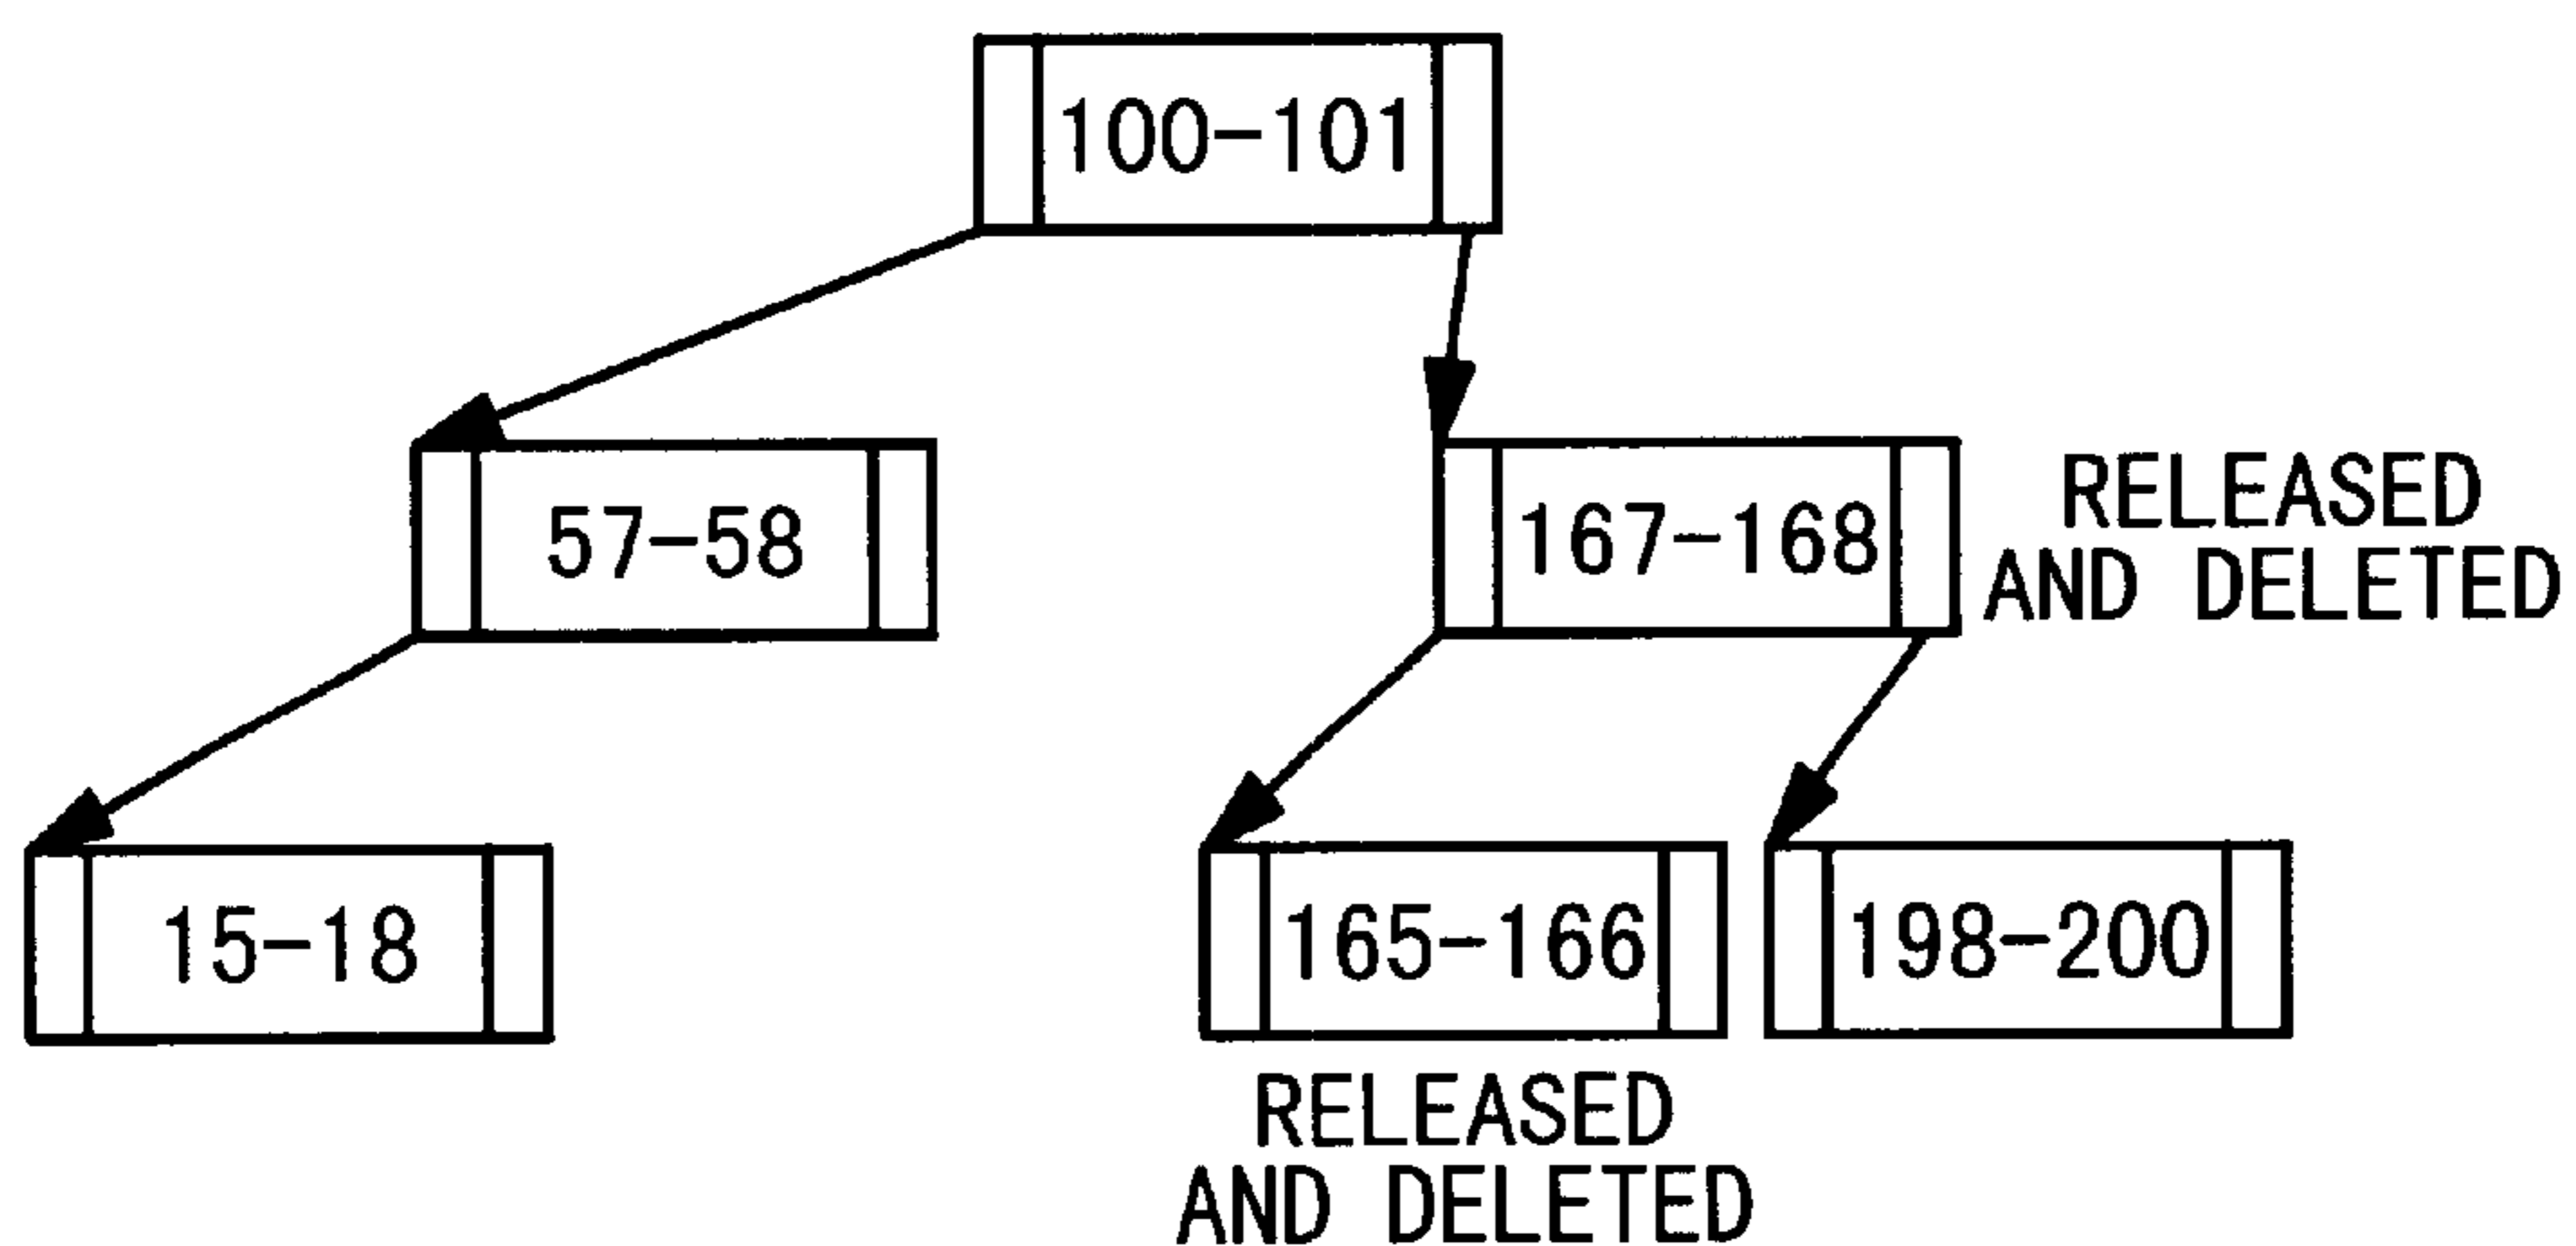 100-101
57-58
167-168
RELEASED
AND DELETED
15-18
165-166
198-200
RELEASED
AND DELETED